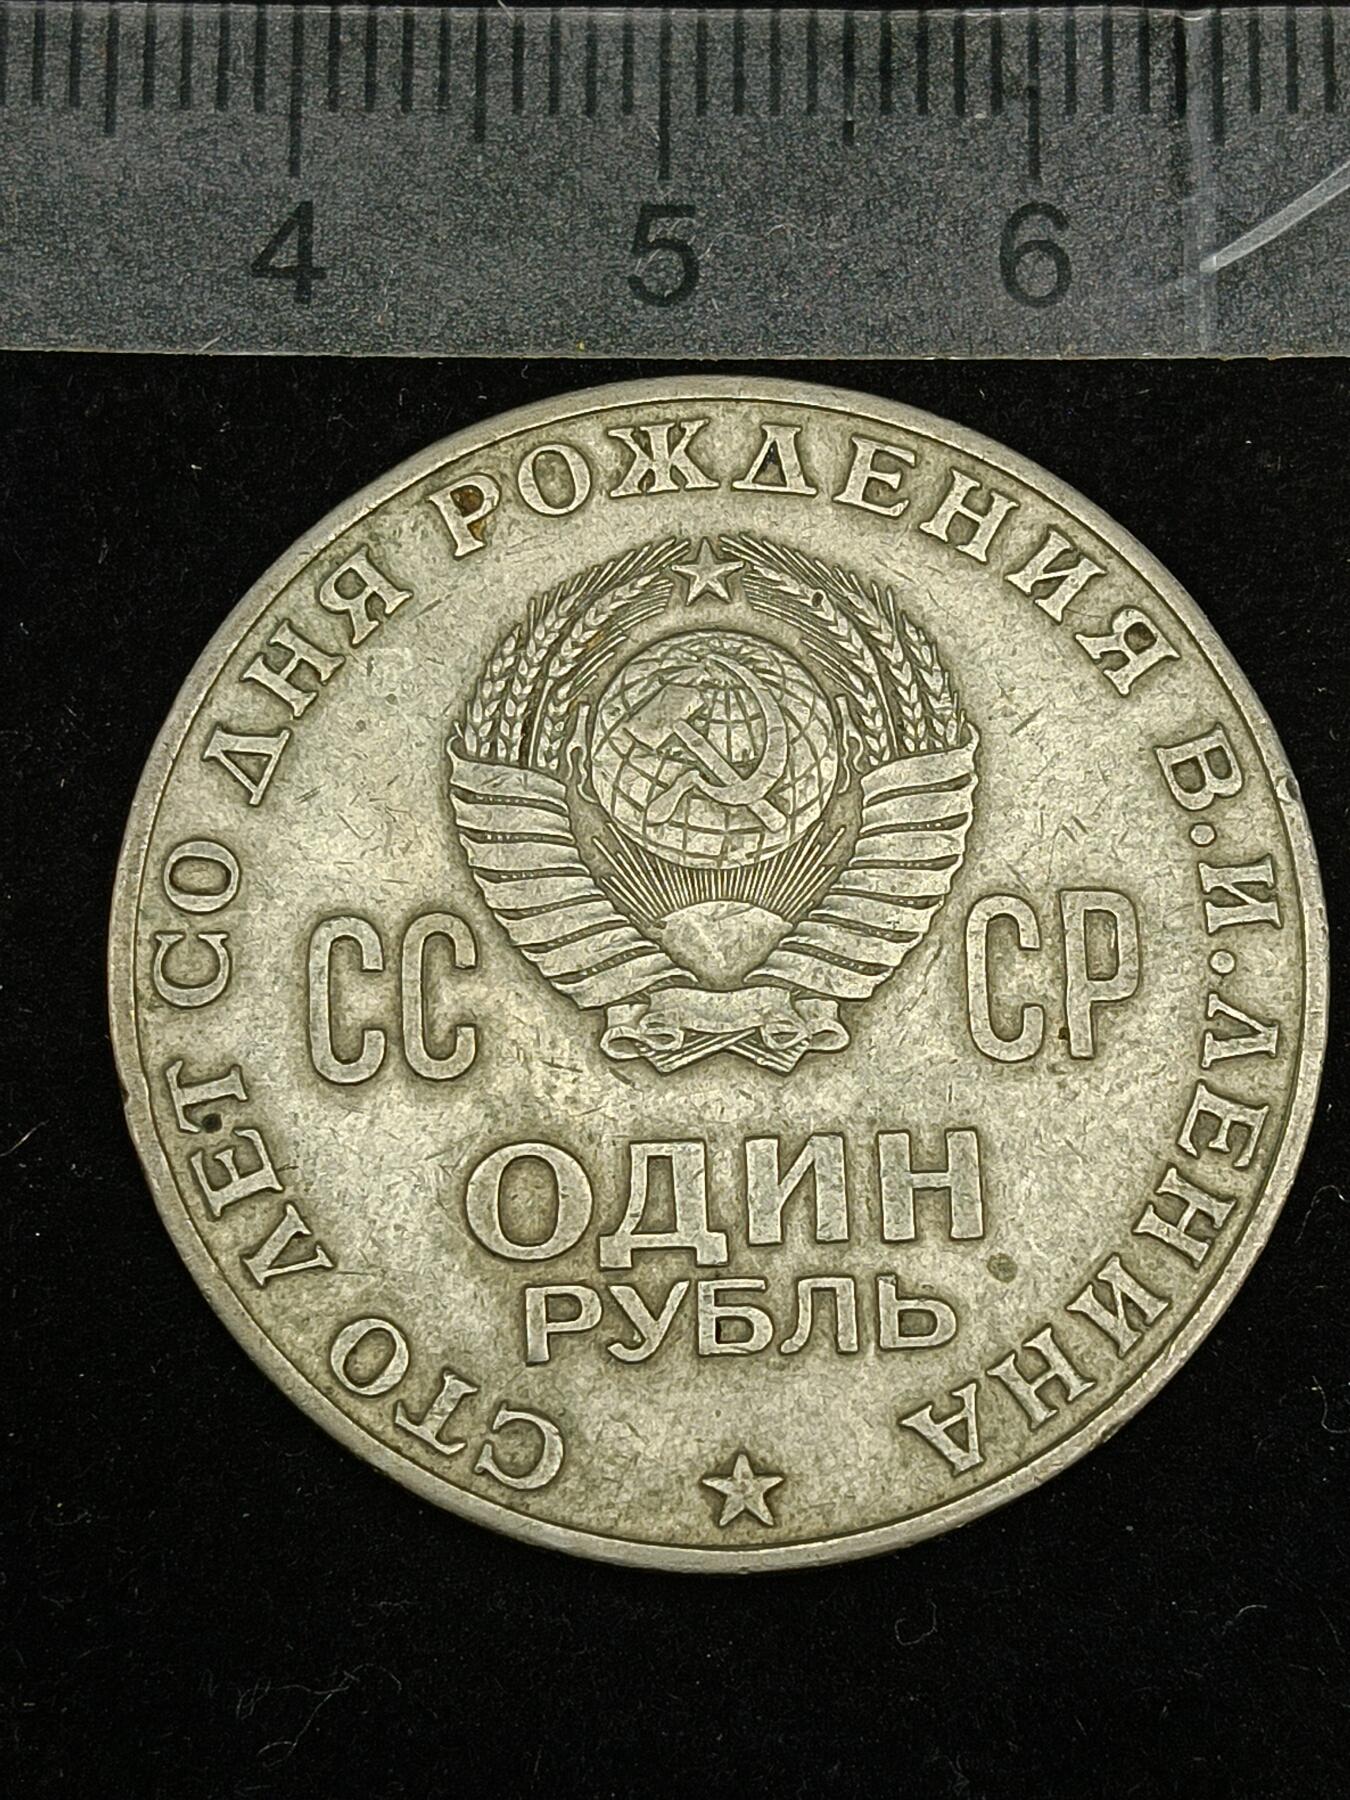 4 5 6
СТО ЛЕТ СО ДНЯ РОЖДЕНИЯ В.И.ЛЕНИНА
СС СР
ОДИН
РУБЛЬ